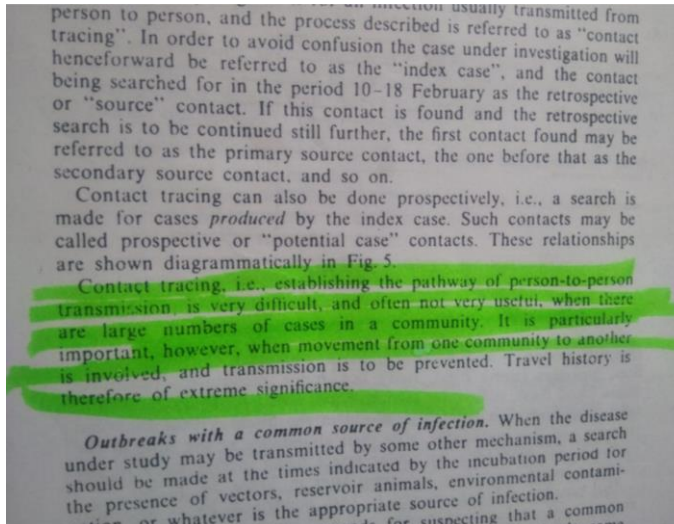 infection usually transmitted from
person to person, and the process described is referred to as “contact
tracing”. In order to avoid confusion the case under investigation will
henceforward be referred to as the “index case”, and the contact
being searched for in the period 10–18 February as the retrospective
or “source” contact. If this contact is found and the retrospective
search is to be continued still further, the first contact found may be
referred to as the primary source contact, the one before that as the
secondary source contact, and so on.
Contact tracing can also be done prospectively, i.e., a search is
made for cases produced by the index case. Such contacts may be
called prospective or “potential case” contacts. These relationships
are shown diagrammatically in Fig. 5.
Contact tracing, i.e., establishing the pathway of person-to-person
transmission, is very difficult, and often not very useful, when there
are large numbers of cases in a community. It is particularly
important, however, when movement from one community to another
is involved, and transmission is to be prevented. Travel history is
therefore of extreme significance.
Outbreaks with a common source of infection. When the disease
under study may be transmitted by some other mechanism, a search
should be made at the times indicated by the incubation period for
the presence of vectors, reservoir animals, environmental contami-
or whatever is the appropriate source of infection.
for suspecting that a common